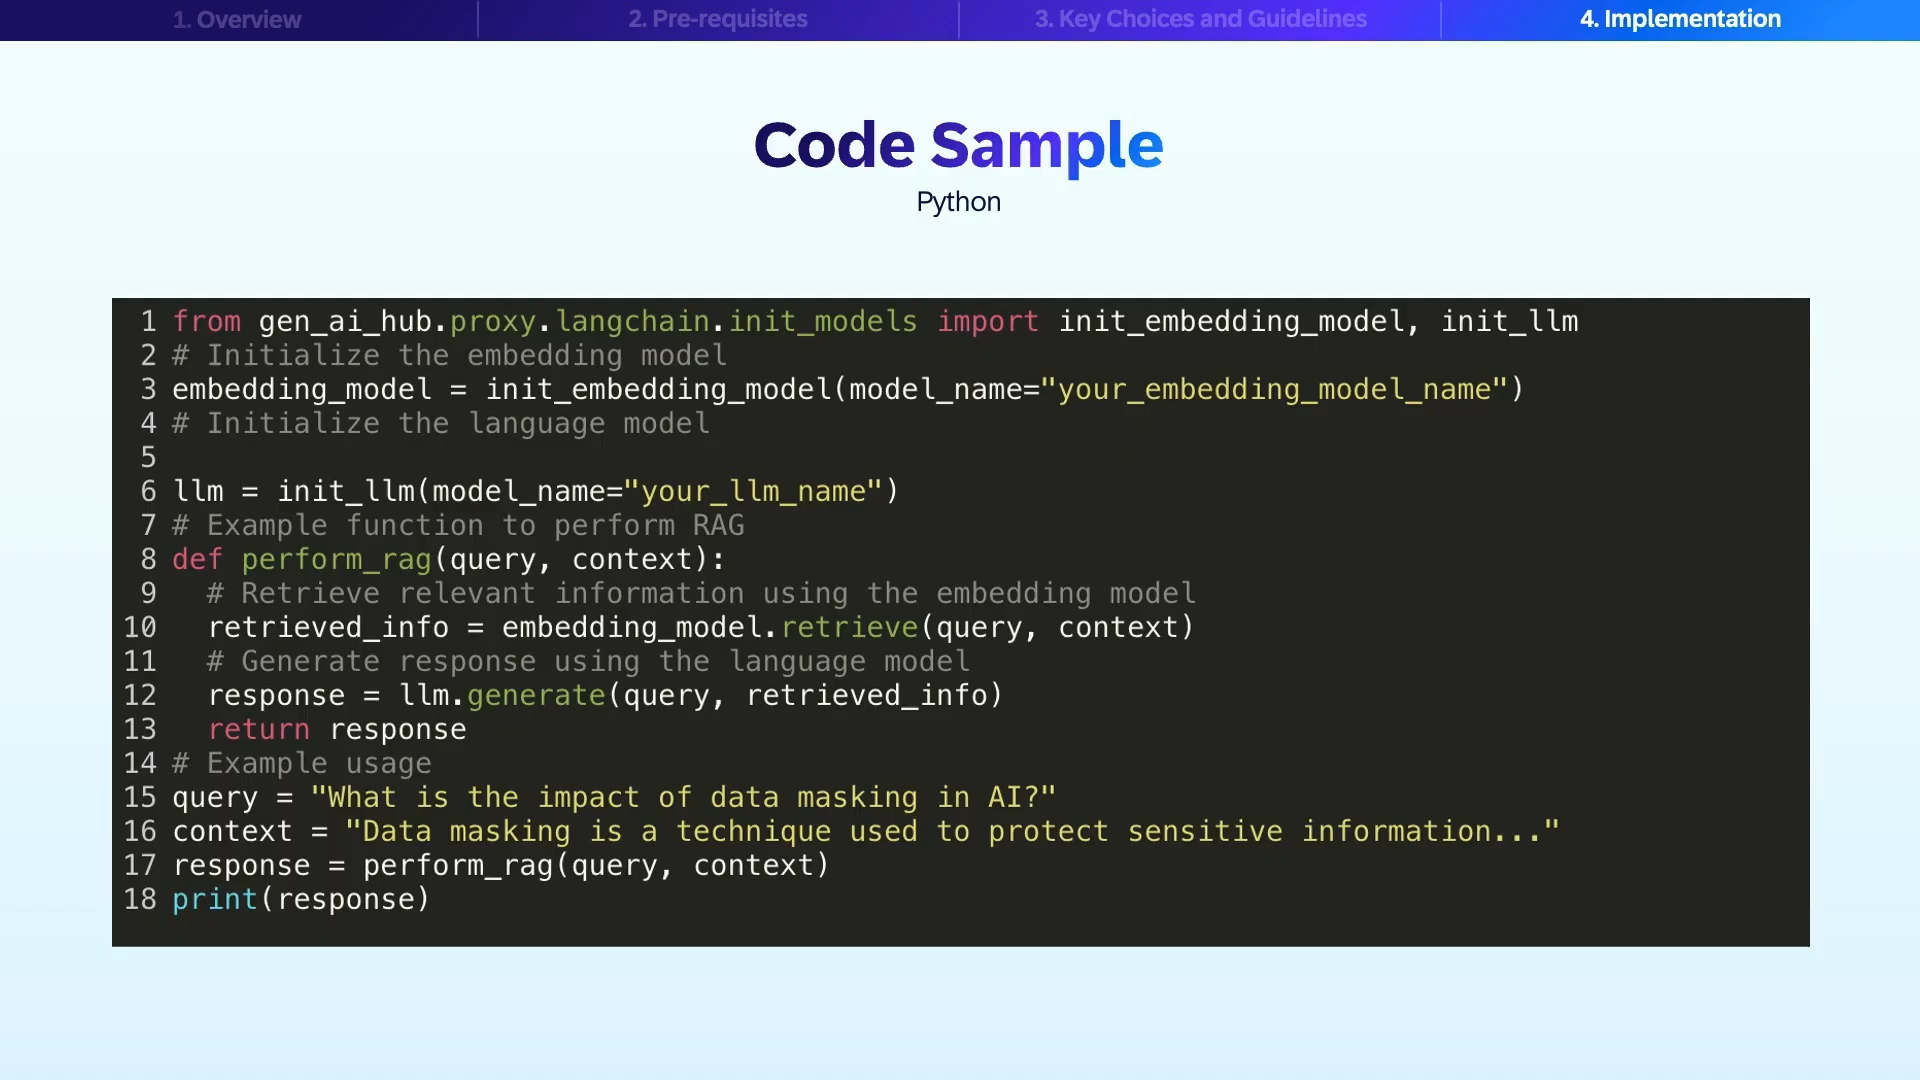 1. Overview
2. Pre-requisites
3. Key Choices and Guidelines
4. Implementation
Code Sample
Python
1 from gen_ai_hub.proxy.langchain.init_models import init_embedding_model, init_llm
2 # Initialize the embedding model
3 embedding_model = init_embedding_model(model_name="your_embedding_model_name")
4 # Initialize the language model
5
6 llm = init_llm(model_name="your_llm_name")
7 # Example function to perform RAG
8 def perform_rag(query, context):
9   # Retrieve relevant information using the embedding model
10   retrieved_info = embedding_model.retrieve(query, context)
11   # Generate response using the language model
12   response = llm.generate(query, retrieved_info)
13   return response
14 # Example usage
15 query = "What is the impact of data masking in AI?"
16 context = "Data masking is a technique used to protect sensitive information..."
17 response = perform_rag(query, context)
18 print(response)